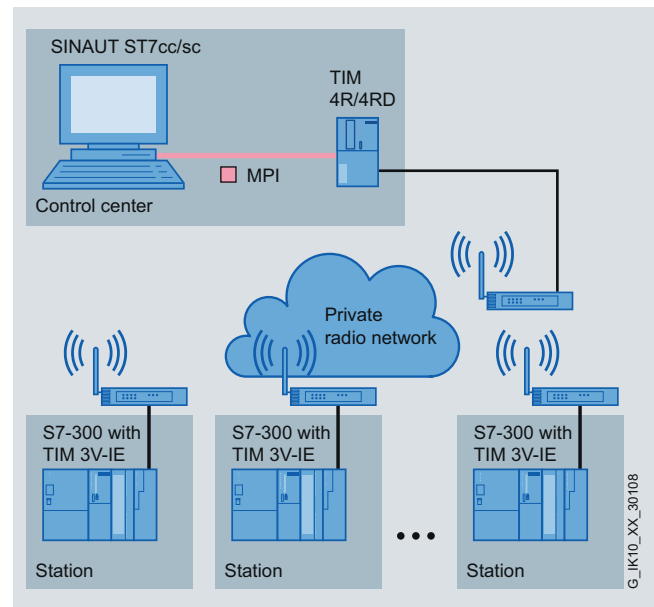 SINAUT ST7cc/sc
TIM
4R/4RD
MPI
Control center
Private
radio network
S7-300 with
TIM 3V-IE
Station
S7-300 with
TIM 3V-IE
Station
S7-300 with
TIM 3V-IE
Station
G_IK10_XX_30108